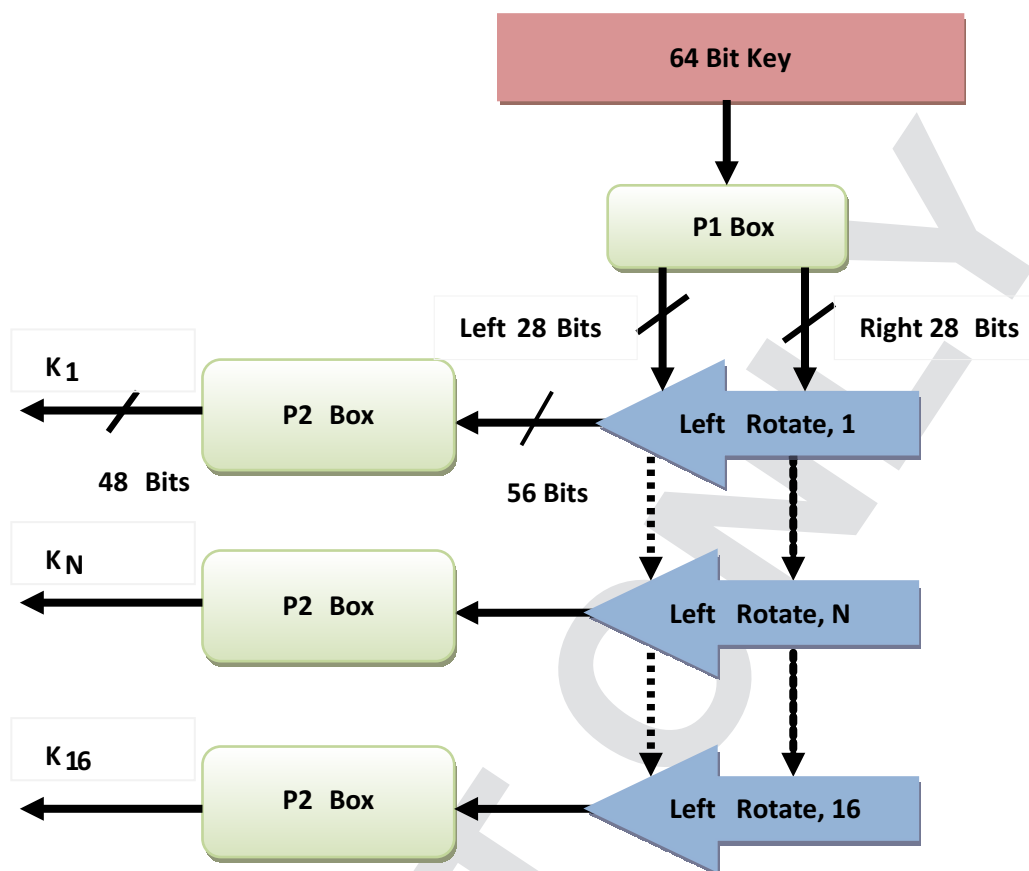 64 Bit Key
P1 Box
Left 28 Bits
Right 28 Bits
K1
P2 Box
Left Rotate, 1
48 Bits
56 Bits
KN
P2 Box
Left Rotate, N
K16
P2 Box
Left Rotate, 16